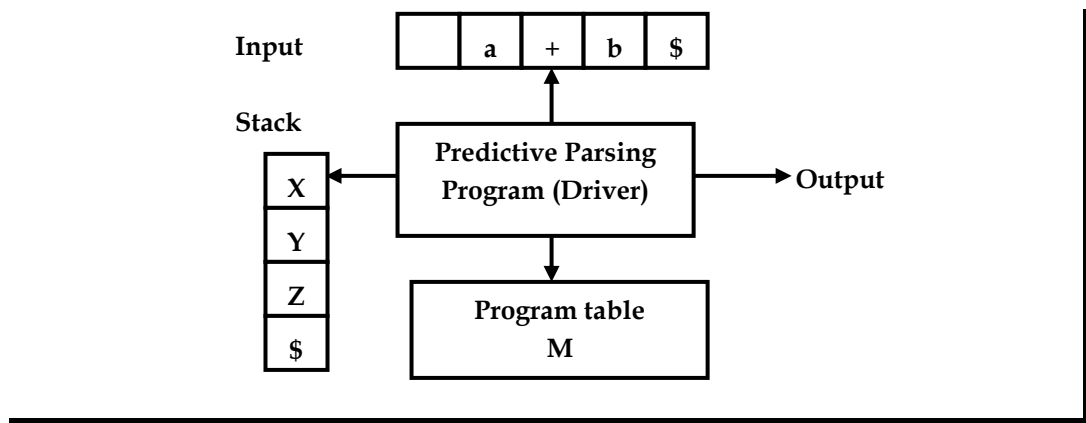 Input
a + b $
Stack
Predictive Parsing
Program (Driver)
Output
X
Y
Z
$
Program table
M